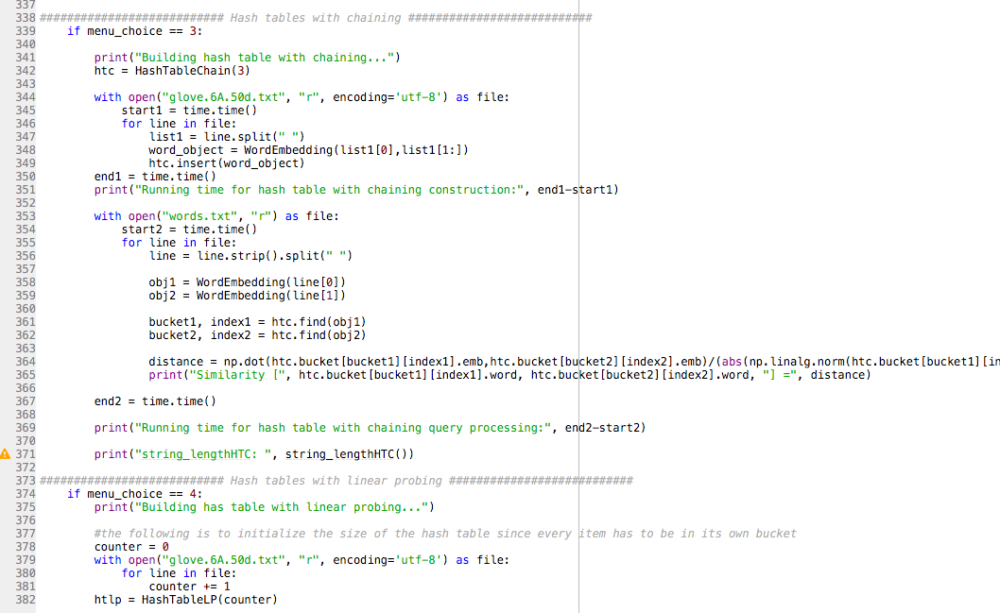 337
338 ########################### Hash tables with chaining ###########################
339     if menu_choice == 3:
340
341         print("Building hash table with chaining...")
342         htc = HashTableChain(3)
343
344         with open("glove.6A.50d.txt", "r", encoding='utf-8') as file:
345             start1 = time.time()
346             for line in file:
347                 list1 = line.split(" ")
348                 word_object = WordEmbedding(list1[0],list1[1:])
349                 htc.insert(word_object)
350         end1 = time.time()
351         print("Running time for hash table with chaining construction:", end1-start1)
352
353         with open("words.txt", "r") as file:
354             start2 = time.time()
355             for line in file:
356                 line = line.strip().split(" ")
357
358                 obj1 = WordEmbedding(line[0])
359                 obj2 = WordEmbedding(line[1])
360
361                 bucket1, index1 = htc.find(obj1)
362                 bucket2, index2 = htc.find(obj2)
363
364                 distance = np.dot(htc.bucket[bucket1][index1].emb,htc.bucket[bucket2][index2].emb)/(abs(np.linalg.norm(htc.bucket[bucket1][in
365                 print("Similarity [", htc.bucket[bucket1][index1].word, htc.bucket[bucket2][index2].word, "] =", distance)
366
367         end2 = time.time()
368
369         print("Running time for hash table with chaining query processing:", end2-start2)
370
371         print("string_lengthHTC: ", string_lengthHTC())
372
373 ########################### Hash tables with linear probing ###########################
374     if menu_choice == 4:
375         print("Building has table with linear probing...")
376
377         #the following is to initialize the size of the hash table since every item has to be in its own bucket
378         counter = 0
379         with open("glove.6A.50d.txt", "r", encoding='utf-8') as file:
380             for line in file:
381                 counter += 1
382         htlp = HashTableLP(counter)